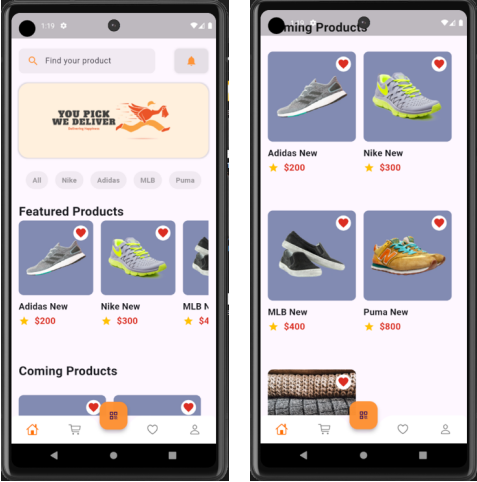 1:19
Find your product
YOU PICK
WE DELIVER
Delivering happiness
All
Nike
Adidas
MLB
Puma
Featured Products
Adidas New
Nike New
MLB N
$200
$300
$4
Coming Products
Coming Products
Adidas New
Nike New
$200
$300
MLB New
Puma New
$400
$800